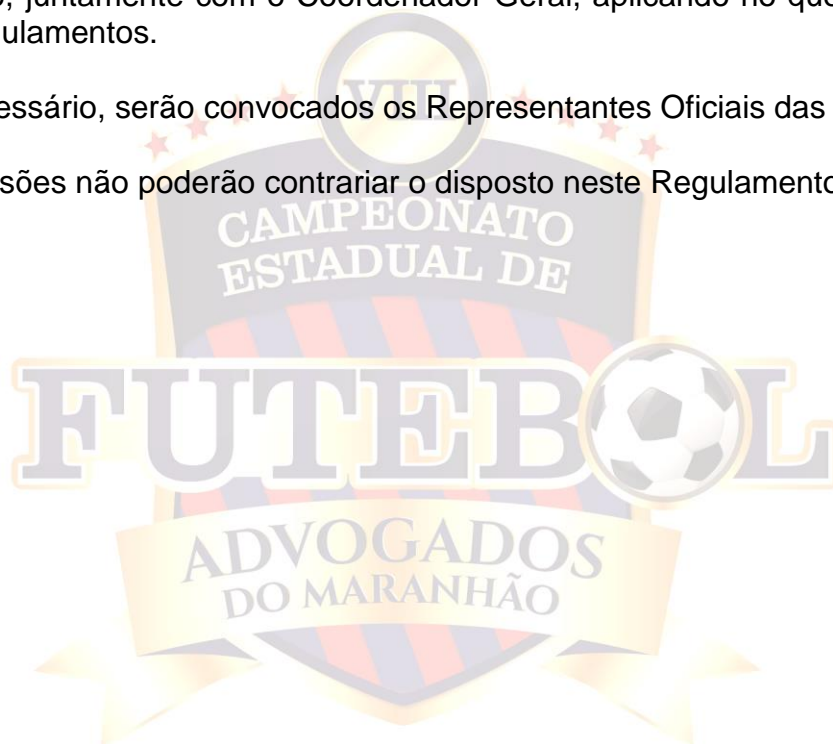 juntamente com o Coordenador Geral, aplicando no que
ulamentos.
essário, serão convocados os Representantes Oficiais das
sões não poderão contrariar o disposto neste Regulamento
VIII
CAMPEONATO
ESTADUAL DE
FUTEBOL
ADVOGADOS
DO MARANHÃO